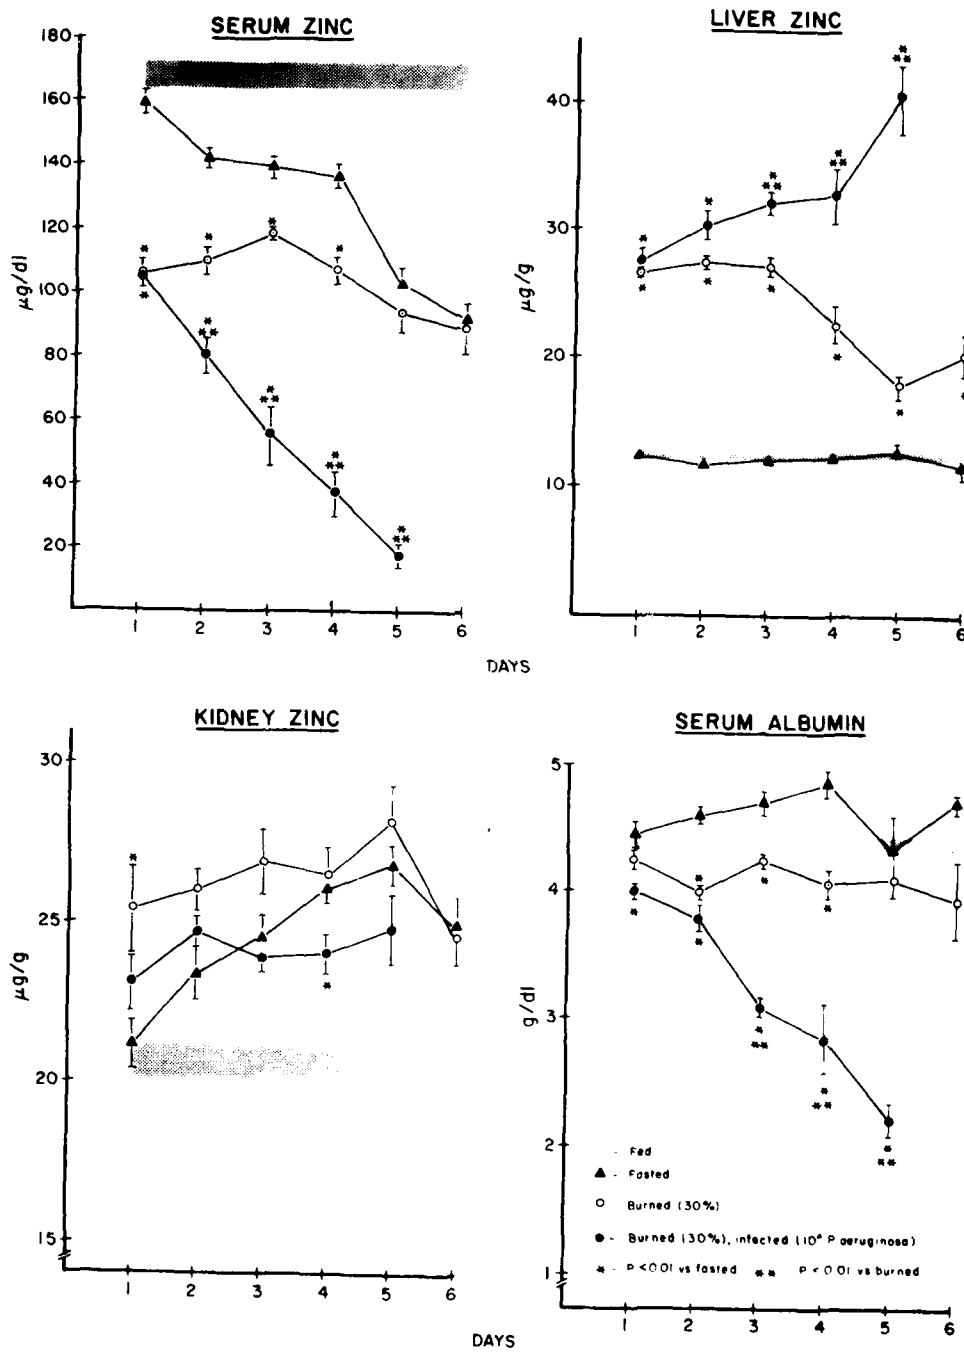 SERUM ZINC
180
160
140
120
100
80
60
40
20
µg/dl
1 2 3 4 5 6
LIVER ZINC
40
30
20
10
µg/g
1 2 3 4 5 6
DAYS
KIDNEY ZINC
30
25
20
15
µg/g
1 2 3 4 5 6
SERUM ALBUMIN
5
4
3
2
1
g/dl
- Fed
▲ - Fasted
○ Burned (30%)
● - Burned (30%), infected (10 P aeruginosa)
* - P <0.01 vs fasted ** P < 0.01 vs burned
1 2 3 4 5 6
DAYS